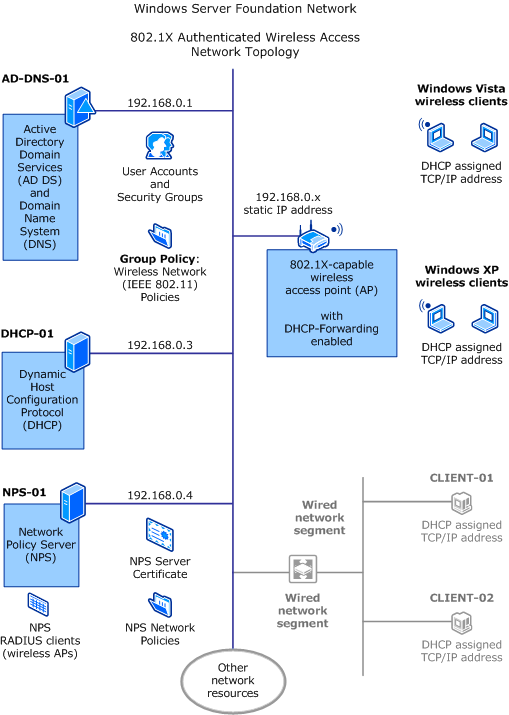 Windows Server Foundation Network
802.1X Authenticated Wireless Access
Network Topology
AD-DNS-01
192.168.0.1
Active
Directory
Domain
Services
(AD DS)
and
Domain
Name
System
(DNS)
User Accounts
and
Security Groups
Group Policy:
Wireless Network
(IEEE 802.11)
Policies
192.168.0.x
static IP address
802.1X-capable
wireless
access point (AP)
with
DHCP-Forwarding
enabled
Windows Vista
wireless clients
DHCP assigned
TCP/IP address
Windows XP
wireless clients
DHCP assigned
TCP/IP address
DHCP-01
192.168.0.3
Dynamic
Host
Configuration
Protocol
(DHCP)
NPS-01
192.168.0.4
Network
Policy Server
(NPS)
NPS Server
Certificate
NPS
RADIUS clients
(wireless APs)
NPS Network
Policies
Wired
network
segment
Wired
network
segment
CLIENT-01
DHCP assigned
TCP/IP address
CLIENT-02
DHCP assigned
TCP/IP address
Other
network
resources